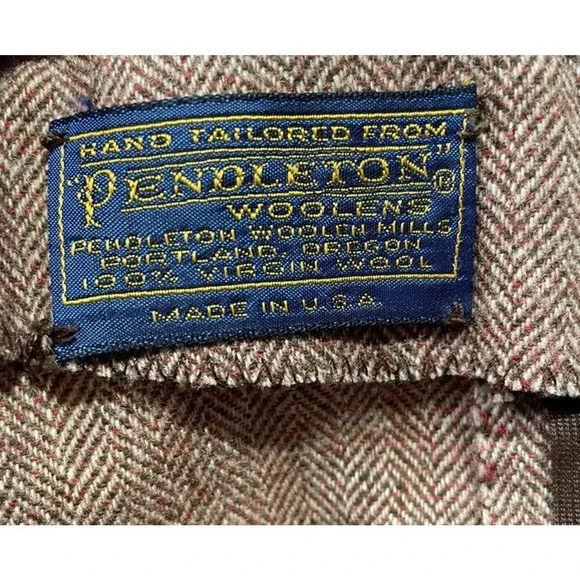 HAND TAILORED FROM
"PENDLETON"®
WOOLENS
PENDLETON WOOLEN MILLS
PORTLAND, OREGON
100% VIRGIN WOOL
MADE IN U.S.A.